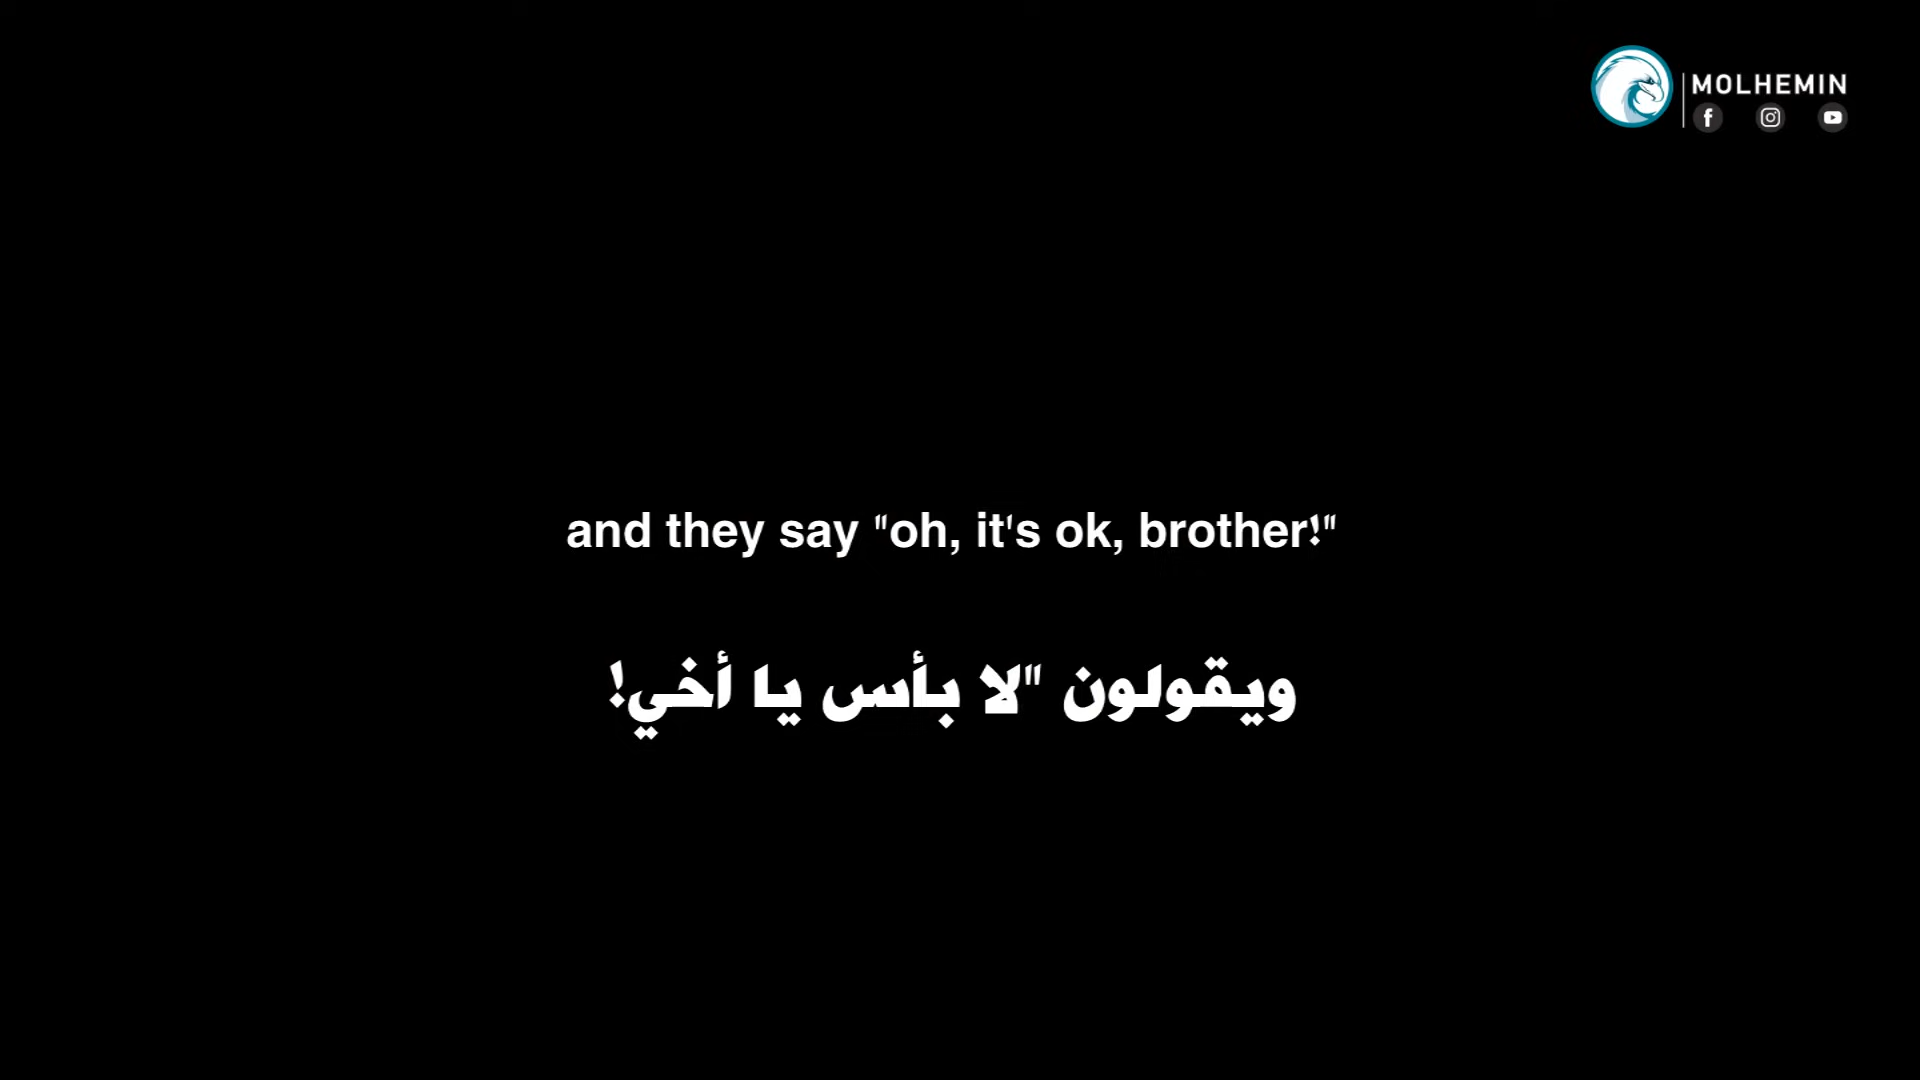 MOLHEMIN
and they say "oh, it's ok, brother!"
ويقولون "لا بأس يا أخي!